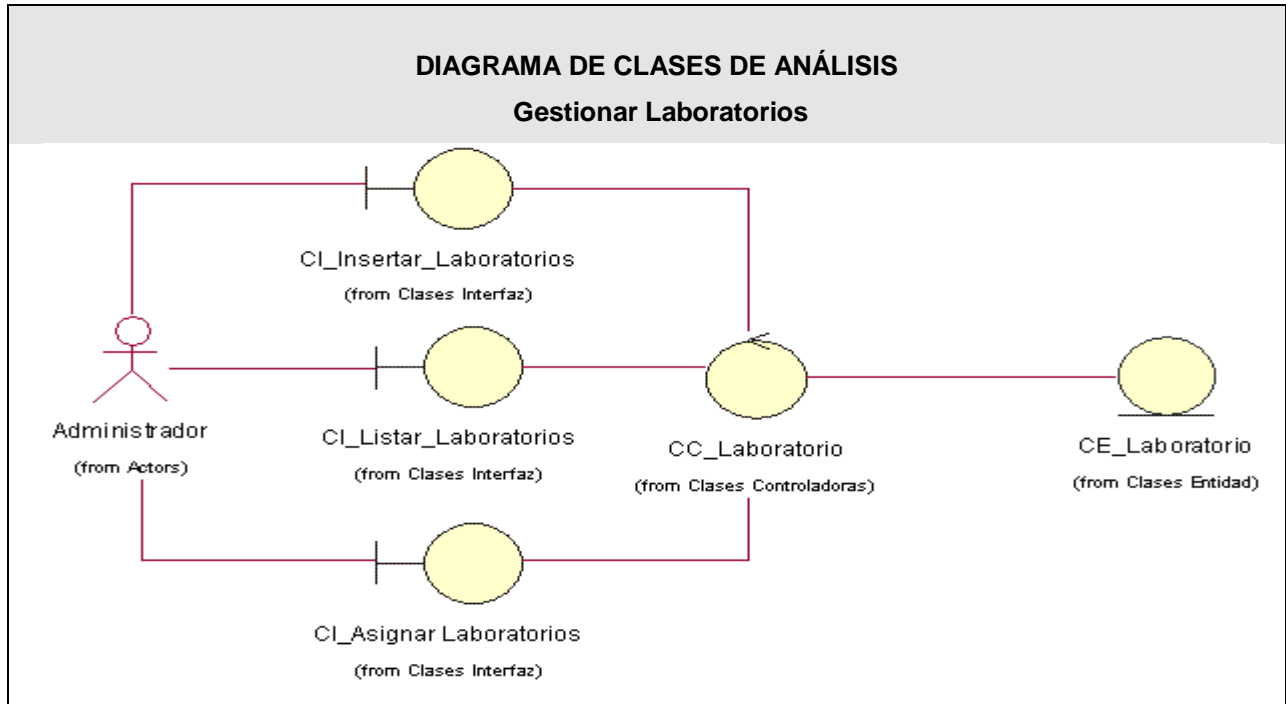 DIAGRAMA DE CLASES DE ANÁLISIS
Gestionar Laboratorios
CI_Insertar_Laboratorios
(from Clases Interfaz)
Administrador
(from Actors)
CI_Listar_Laboratorios
(from Clases Interfaz)
CC_Laboratorio
(from Clases Controladoras)
CE_Laboratorio
(from Clases Entidad)
CI_Asignar Laboratorios
(from Clases Interfaz)